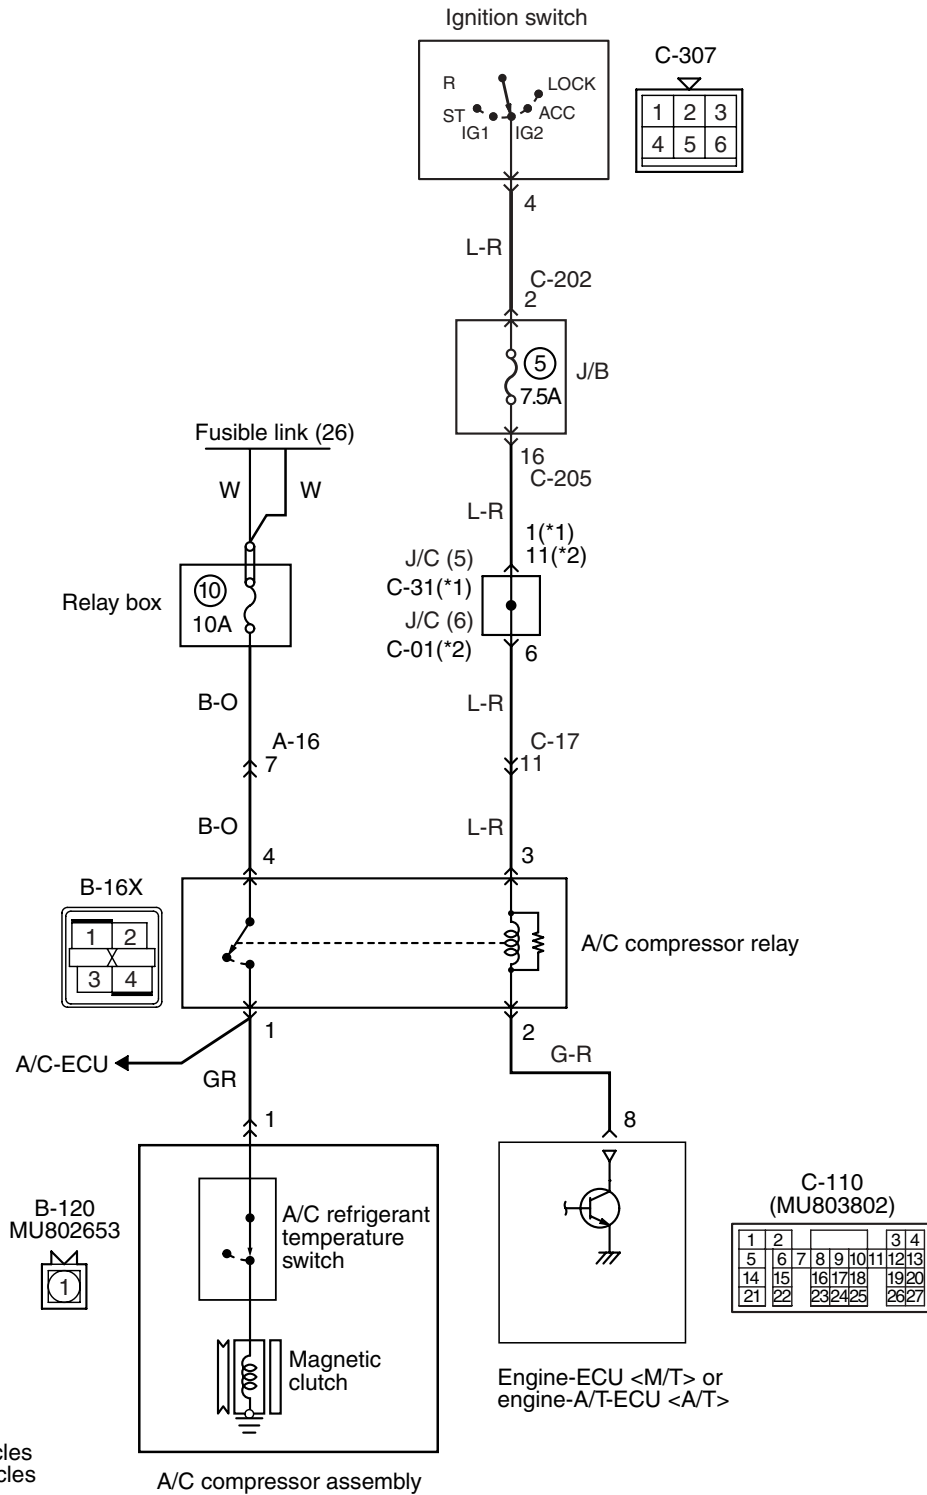 Ignition switch
C-307
R
LOCK
ST
ACC
IG1
IG2
1 2 3
4 5 6
4
L-R
C-202
2
5
7.5A
J/B
Fusible link (26)
W
W
16
C-205
L-R
1(*1)
11(*2)
J/C (5)
C-31(*1)
J/C (6)
C-01(*2)
6
Relay box
10
10A
B-O
L-R
A-16
7
C-17
11
B-O
L-R
4
3
B-16X
1 2
3 4
A/C compressor relay
1
2
A/C-ECU
GR
G-R
1
8
B-120
MU802653
1
A/C refrigerant
temperature
switch
Magnetic
clutch
C-110
(MU803802)
1 2 3 4
5 6 7 8 9 10 11 12 13
14 15 16 17 18 19 20
21 22 23 24 25 26 27
Engine-ECU <M/T> or
engine-A/T-ECU <A/T>
cles
cles
A/C compressor assembly